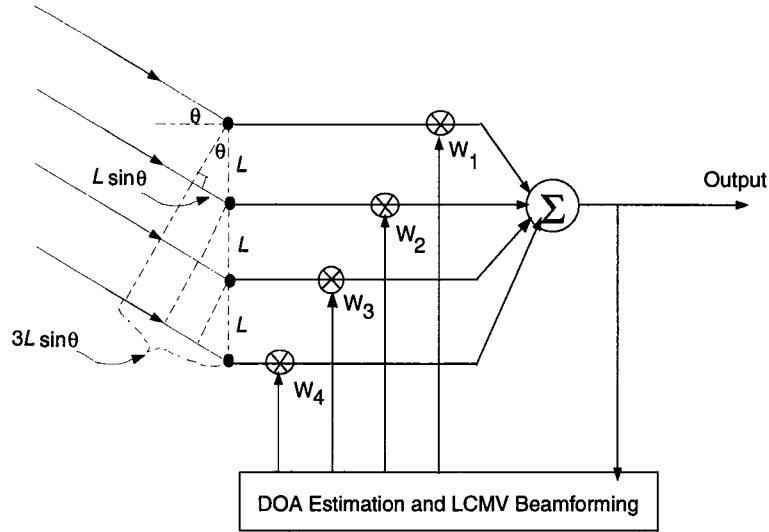 θ
θ
L
W1
L sinθ
Output
Σ
L
W2
W3
L
3L sinθ
W4
DOA Estimation and LCMV Beamforming